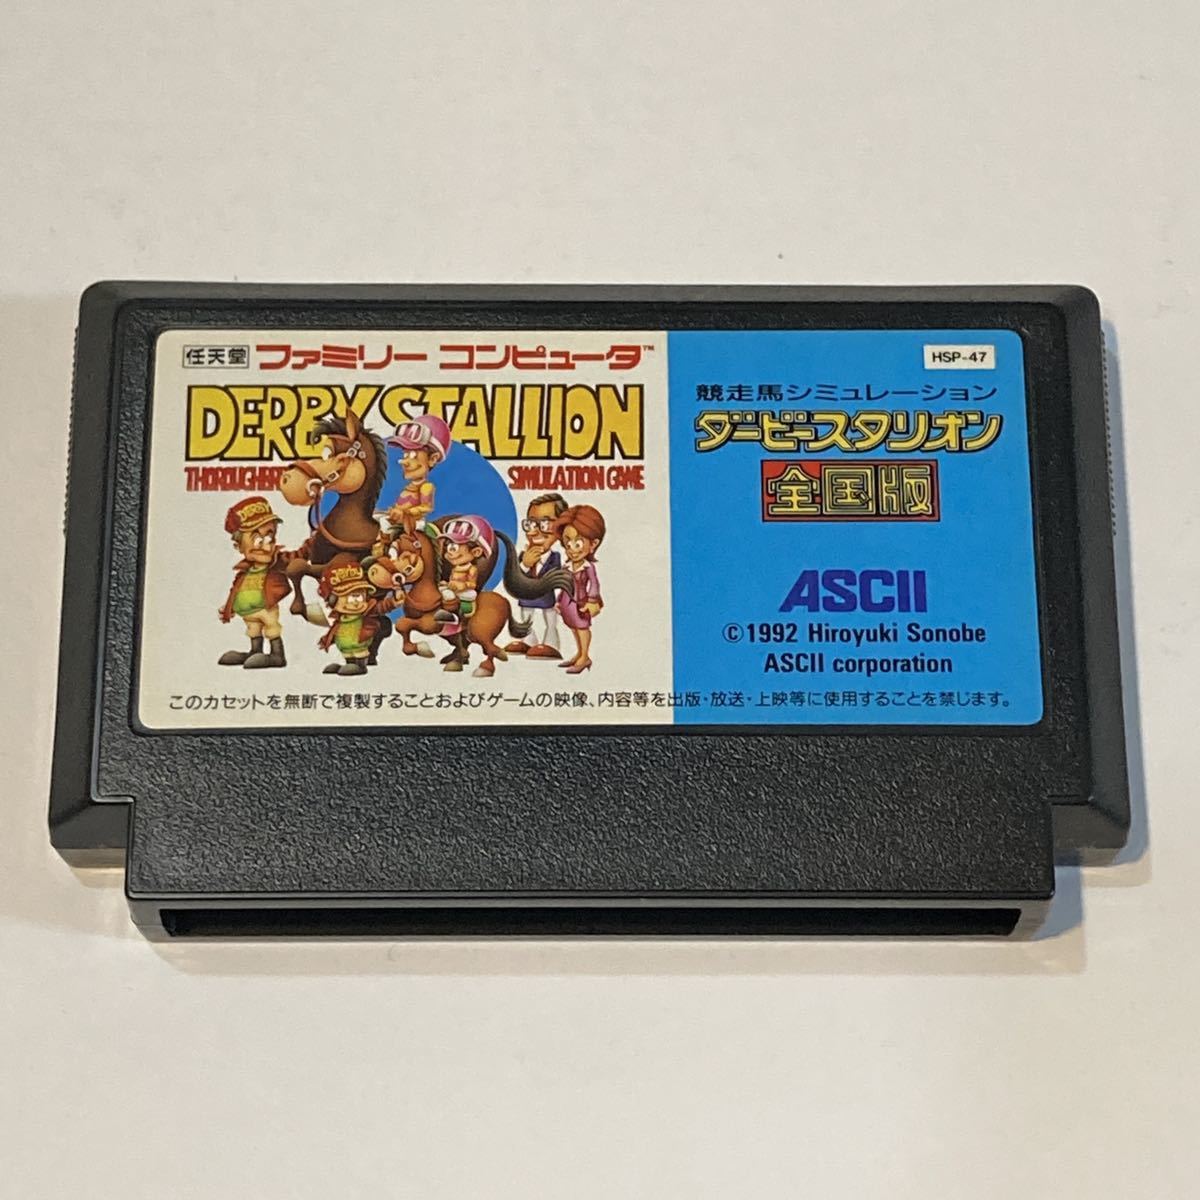 任天堂 ファミリー コンピュータ™
DERBY STALLION
THOROUGHBR SIMULATION GAME
DERBY
Derby
HSP-47
競走馬シミュレーション
ダービースタリオン
全国版
ASCII
©1992 Hiroyuki Sonobe
ASCII corporation
このカセットを無断で複製することおよびゲームの映像、内容等を出版・放送・上映等に使用することを禁じます。